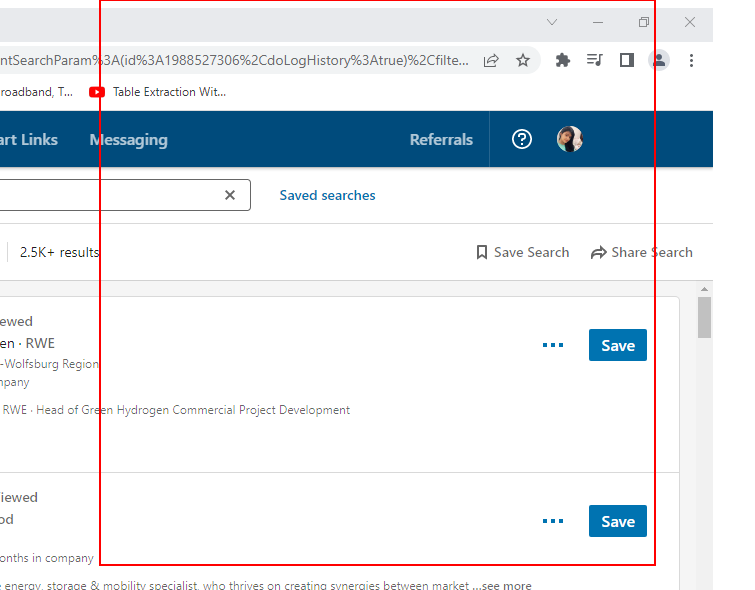 ntSearchParam%3A(id%3A1988527306%2CdoLogHistory%3Atrue)%2Cfilte...
roadband, T... Table Extraction Wit...
art Links Messaging Referrals
Saved searches
2.5K+ results Save Search Share Search
ewed
en · RWE Save
-Wolfsburg Region
mpany
RWE · Head of Green Hydrogen Commercial Project Development
iewed
od Save
onths in company
e energy, storage & mobility specialist, who thrives on creating synergies between market ...see more